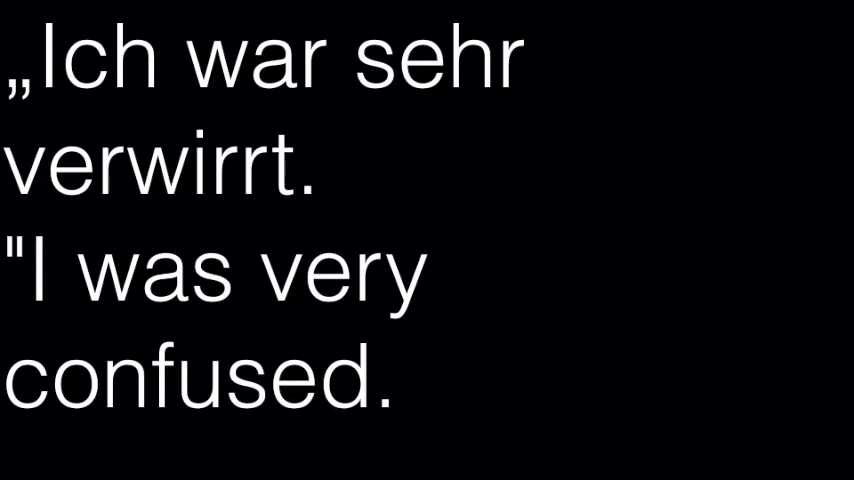 „Ich war sehr
verwirrt.
"I was very
confused.